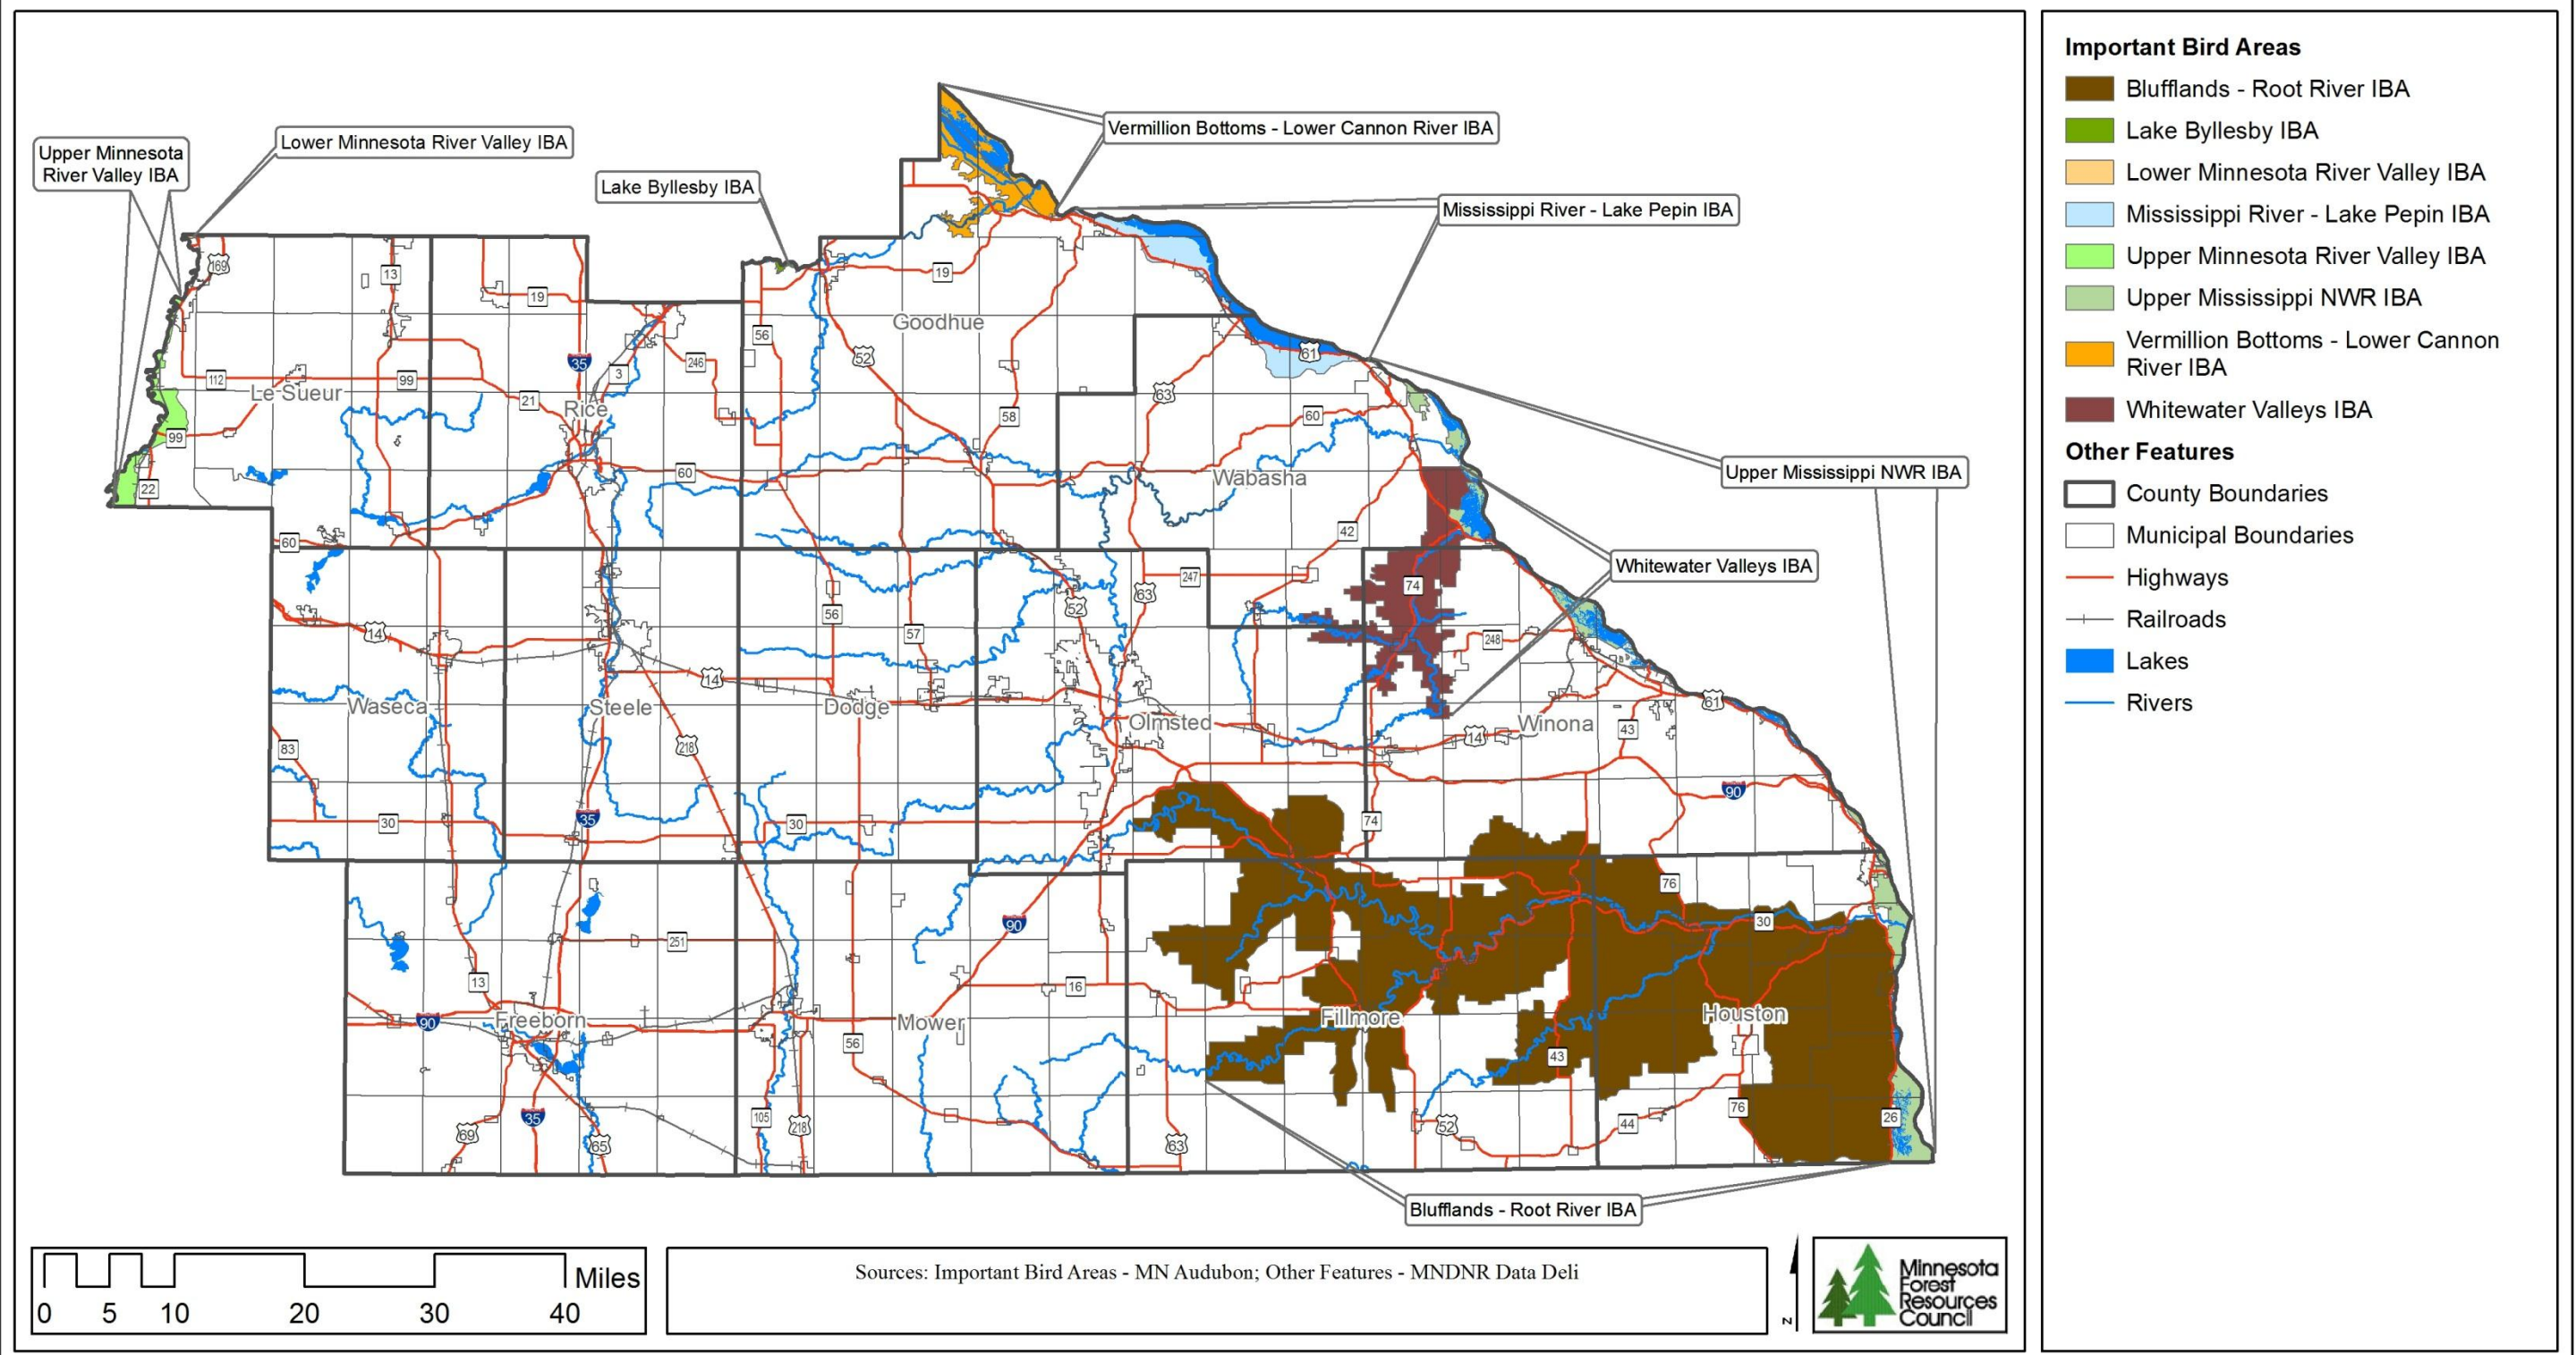 Vermillion Bottoms - Lower Cannon River IBA
Lower Minnesota River Valley IBA
Upper Minnesota
River Valley IBA
Lake Byllesby IBA
Mississippi River - Lake Pepin IBA
169
13
19
19
56
Goodhue
52
35
3
246
61
112
Le Sueur
99
21
Rice
63
58
60
99
22
60
Wabasha
Upper Mississippi NWR IBA
42
60
247
74
Whitewater Valleys IBA
63
52
56
57
14
248
14
Waseca
Steele
Dodge
Olmsted
Winona
61
43
14
83
218
90
30
35
30
74
76
30
90
251
13
16
90
Freeborn
Mower
Fillmore
Houston
56
43
35
105
218
69
65
63
52
44
76
26
Blufflands - Root River IBA
Miles
0 5 10 20 30 40
Sources: Important Bird Areas - MN Audubon; Other Features - MNDNR Data Deli
N
Minnesota
Forest
Resources
Council
Important Bird Areas
Blufflands - Root River IBA
Lake Byllesby IBA
Lower Minnesota River Valley IBA
Mississippi River - Lake Pepin IBA
Upper Minnesota River Valley IBA
Upper Mississippi NWR IBA
Vermillion Bottoms - Lower Cannon
River IBA
Whitewater Valleys IBA
Other Features
County Boundaries
Municipal Boundaries
Highways
Railroads
Lakes
Rivers